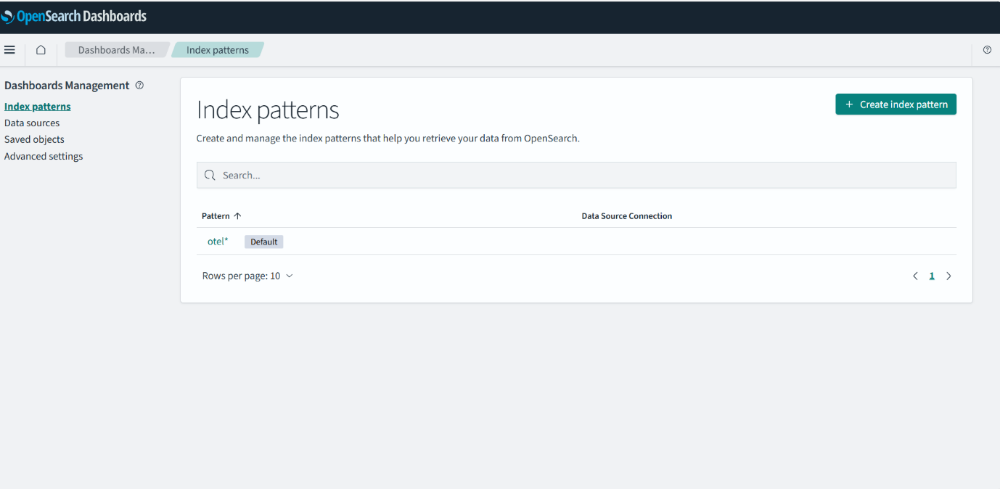 OpenSearch Dashboards
Dashboards Ma...
Index patterns
Dashboards Management
Index patterns
Data sources
Saved objects
Advanced settings
Index patterns
Create index pattern
Create and manage the index patterns that help you retrieve your data from OpenSearch.
Search...
Pattern
Data Source Connection
otel*
Default
Rows per page: 10
1